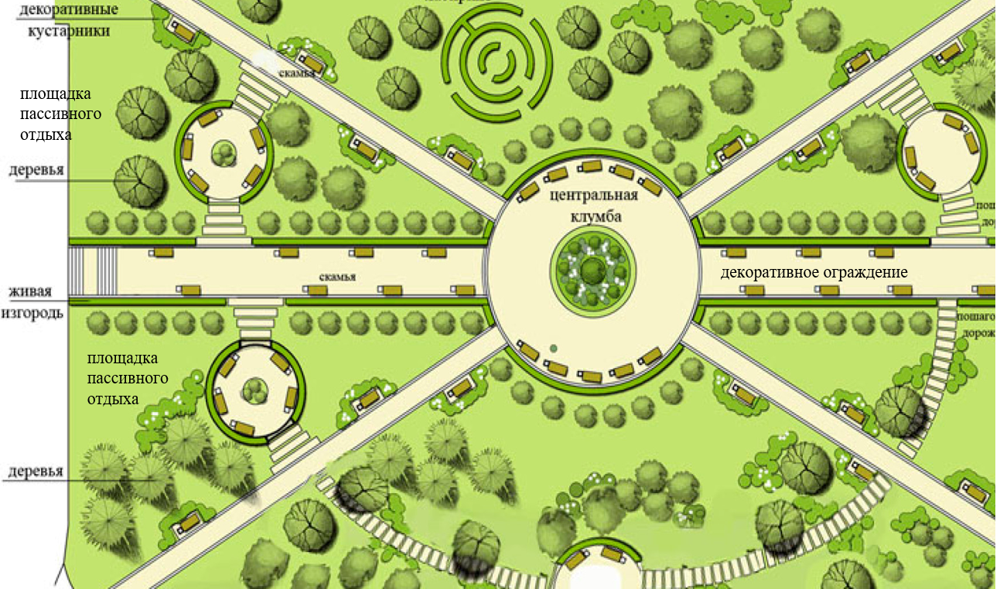 декоративные
кустарники
скамья
площадка
пассивного
отдыха
деревья
центральная
клумба
скамья
декоративное ограждение
живая
изгородь
площадка
пассивного
отдыха
деревья